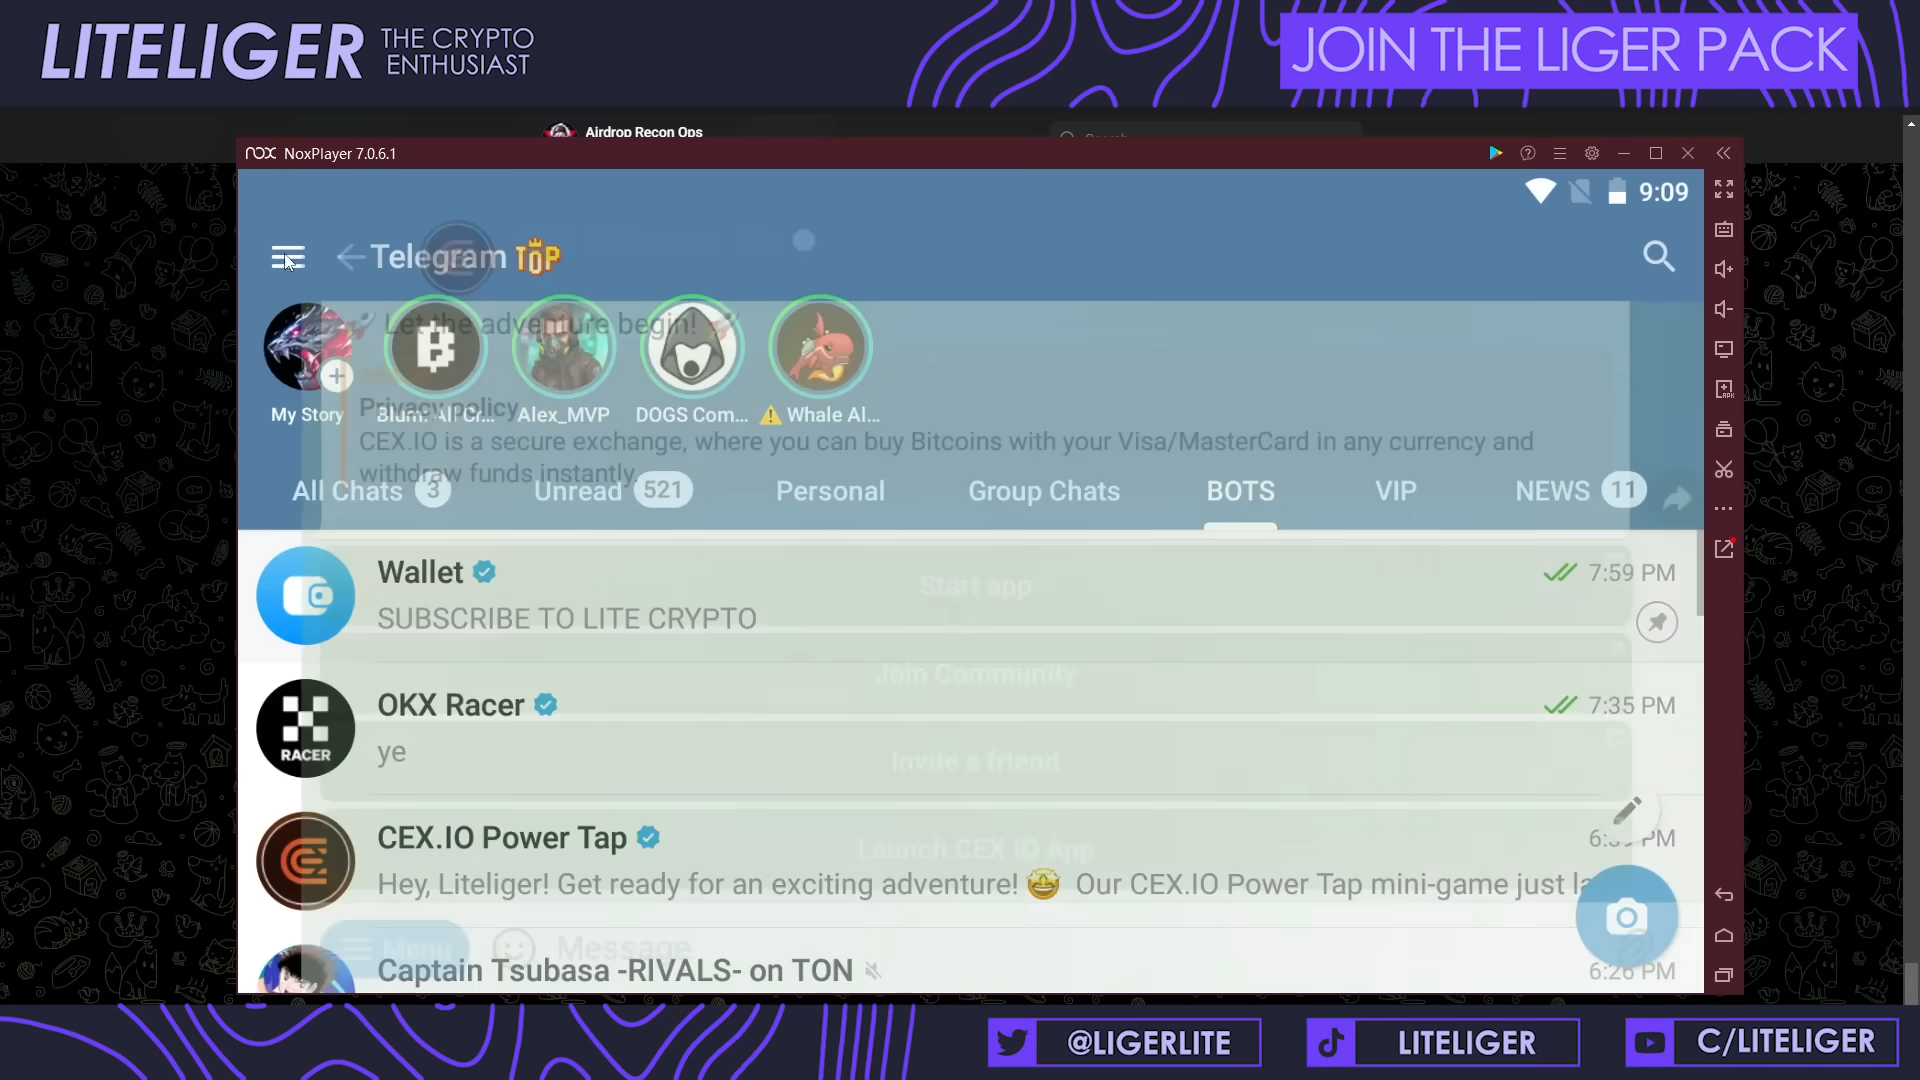 LITELIGER
THE CRYPTO
ENTHUSIAST
JOIN THE LIGER PACK
Airdrop Recon Ops
Search
NOX NoxPlayer 7.0.6.1
9:09
Telegram TOP
Let the adventure begin!
My Story
Alex_MVP
DOGS Com...
Whale Al...
Privacy policy
CEX.IO is a secure exchange, where you can buy Bitcoins with your Visa/MasterCard in any currency and
withdraw funds instantly.
All Chats 3 Unread 521 Personal Group Chats BOTS VIP NEWS 11
Wallet 7:59 PM
SUBSCRIBE TO LITE CRYPTO
Start app
Join Community
OKX Racer 7:35 PM
RACER
ye
Invite a friend
CEX.IO Power Tap PM
Launch CEX IO App
Hey, Liteliger! Get ready for an exciting adventure! 🤩 Our CEX.IO Power Tap mini-game just la
Menu Message
Captain Tsubasa -RIVALS- on TON 6:26 PM
@LIGERLITE LITELIGER C/LITELIGER